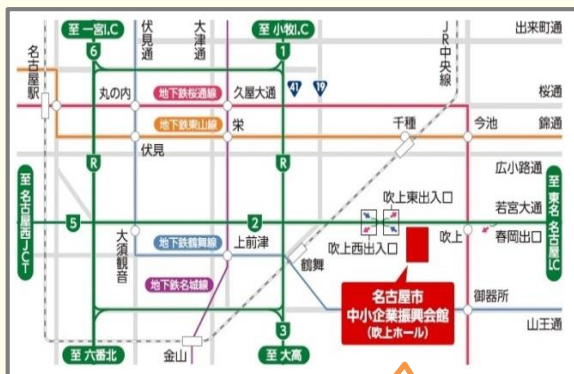 至 一宮I.C
伏見通
大津通
至 小牧I.C
JR中央線
出来町通
名古屋駅
6
1
丸の内
地下鉄桜通線
久屋大通
41
19
桜通
地下鉄東山線
栄
千種
今池
錦通
伏見
R
R
広小路通
至 名古屋西JCT
吹上東出入口
若宮大通
至 東名 名古屋I.C
5
2
大須観音
地下鉄鶴舞線
上前津
吹上西出入口
吹上
春岡出口
鶴舞
地下鉄名城線
名古屋市
中小企業振興会館
(吹上ホール)
御器所
山王通
3
至 六番北
金山
至 大高